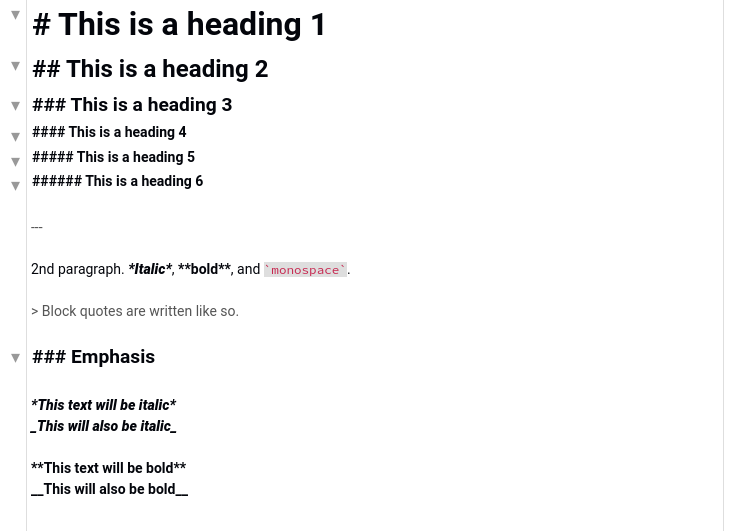 # This is a heading 1
## This is a heading 2
### This is a heading 3
#### This is a heading 4
##### This is a heading 5
###### This is a heading 6
---
2nd paragraph. *Italic*, **bold**, and `monospace`.
> Block quotes are written like so.
### Emphasis
*This text will be italic*
_This will also be italic_
**This text will be bold**
__This will also be bold__